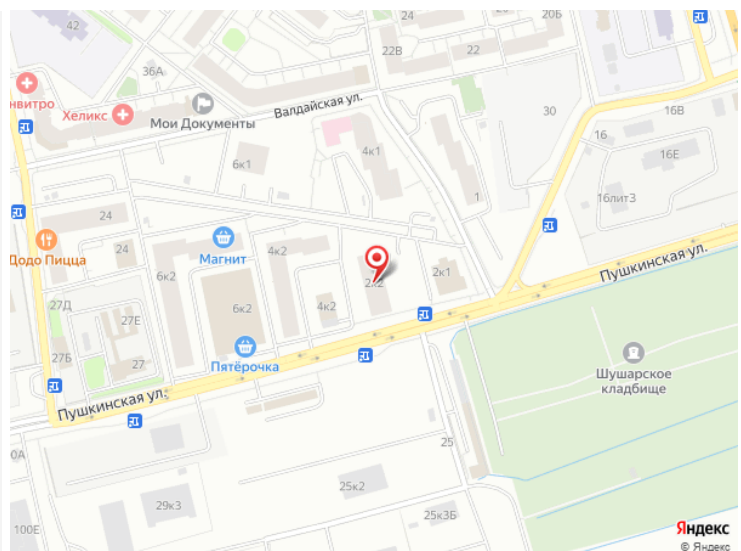 24
20Б
42
22В
22
36А
нвитро
Хеликс
Мои Документы
Валдайская ул.
30
16В
16
16Е
6к1
4к1
1
16литЗ
24
24
Додо Пицца
Магнит
4к2
6к2
2к2
2к1
Пушкинская ул.
27Д
27Е
6к2
4к2
27Б
27
Пятёрочка
Шушарское
кладбище
Пушкинская ул.
25
00А
25к2
29к3
25к3Б
100Е
Яндекс
© Яндекс